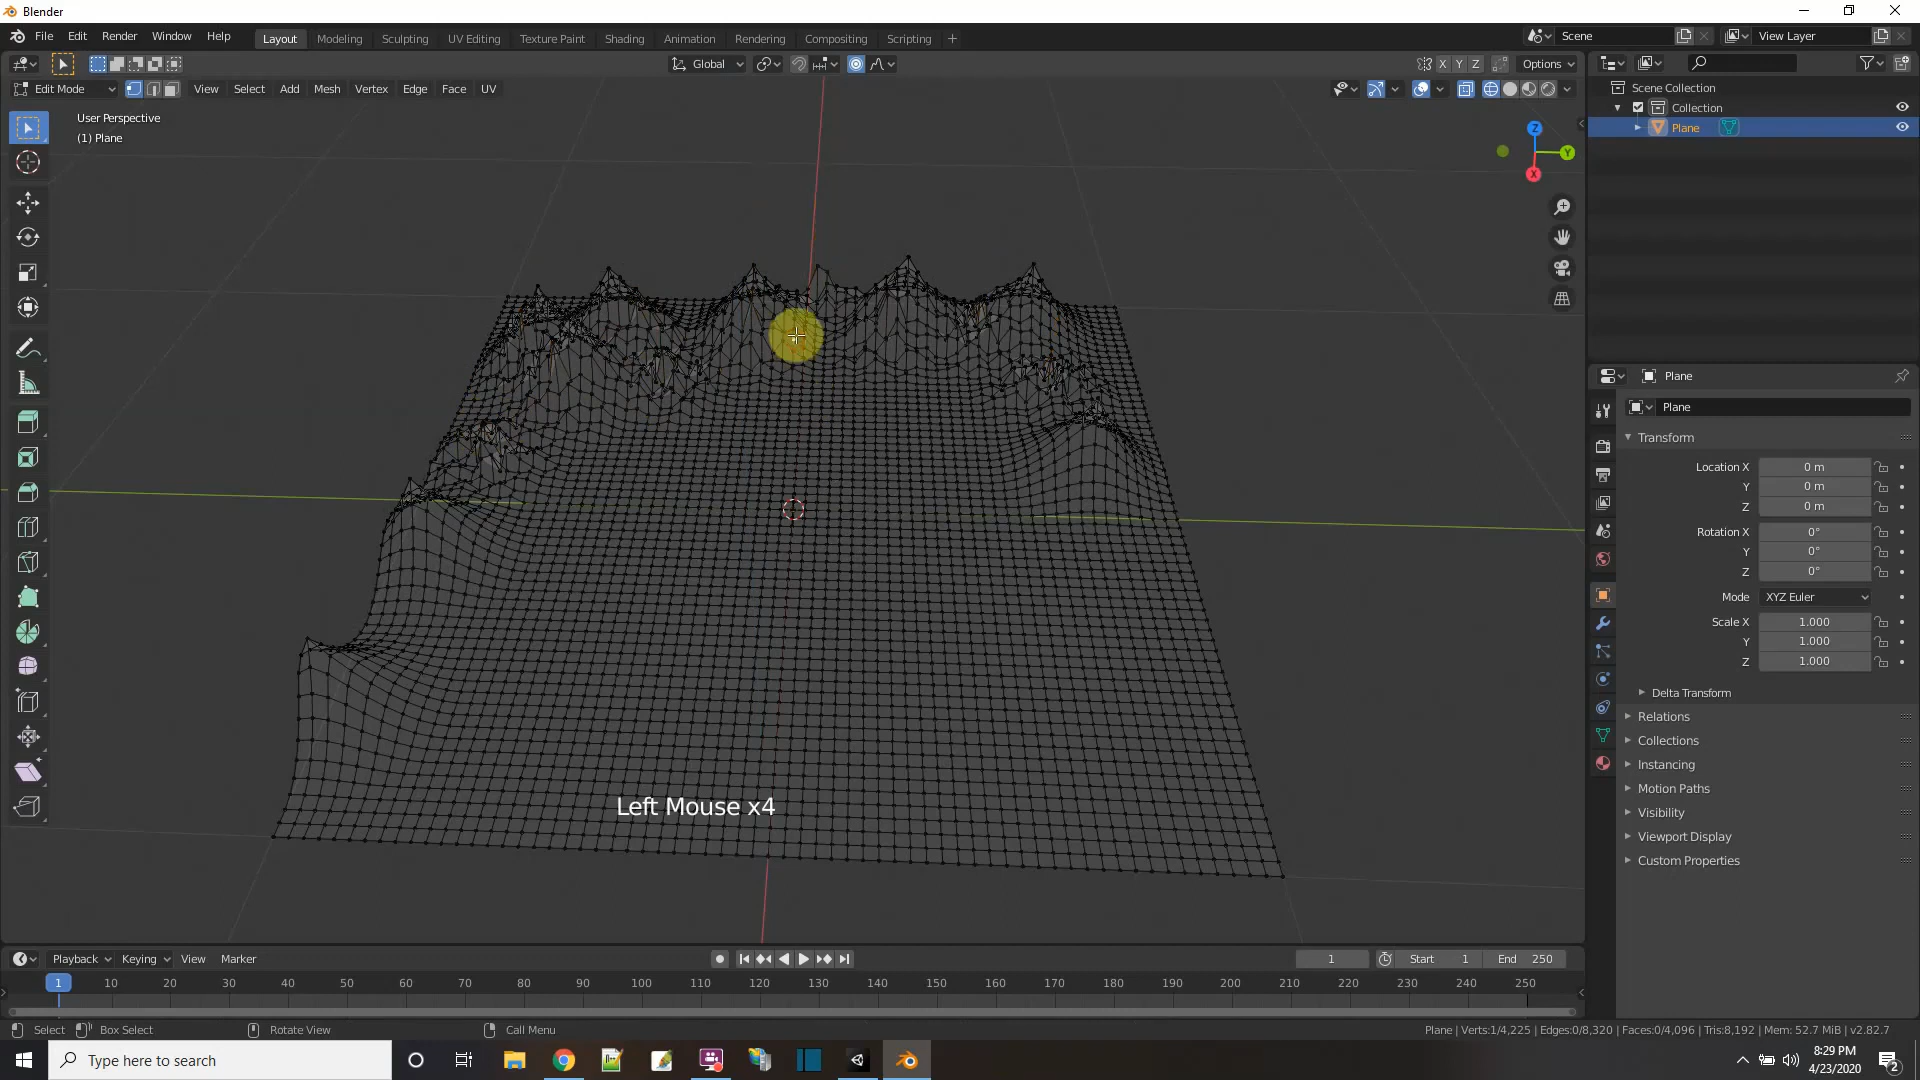 Blender
File Edit Render Window Help
Layout Modeling Sculpting UV Editing Texture Paint Shading Animation Rendering Compositing Scripting +
Scene
View Layer
Global
X Y Z
Options
Edit Mode
View Select Add Mesh Vertex Edge Face UV
User Perspective
(1) Plane
Z
Y
X
Scene Collection
Collection
Plane
Plane
Plane
Transform
Location X 0 m
Y 0 m
Z 0 m
Rotation X 0°
Y 0°
Z 0°
Mode XYZ Euler
Scale X 1.000
Y 1.000
Z 1.000
Delta Transform
Relations
Collections
Instancing
Motion Paths
Visibility
Viewport Display
Custom Properties
Left Mouse x4
Playback Keying View Marker
1
Start 1
End 250
1 10 20 30 40 50 60 70 80 90 100 110 120 130 140 150 160 170 180 190 200 210 220 230 240 250
Select Box Select Rotate View Call Menu
Plane | Verts:1/4,225 | Edges:0/8,320 | Faces:0/4,096 | Tris:8,192 | Mem: 52.7 MiB | v2.82.7
Type here to search
8:29 PM
4/23/2020
2